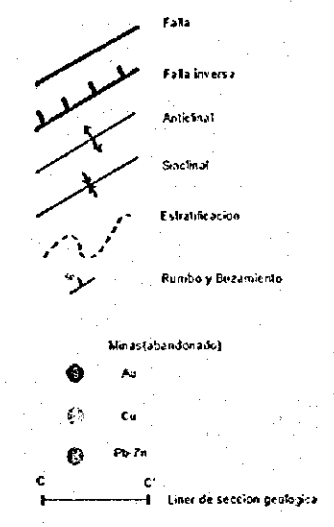 Falla
Falla inversa
Anticlinal
Sinclinal
Estratificacion
Rumbo y Buzamiento
Minas(abandonado)
Au
Cu
Pb-Zn
C C'
Liner de seccion geologica